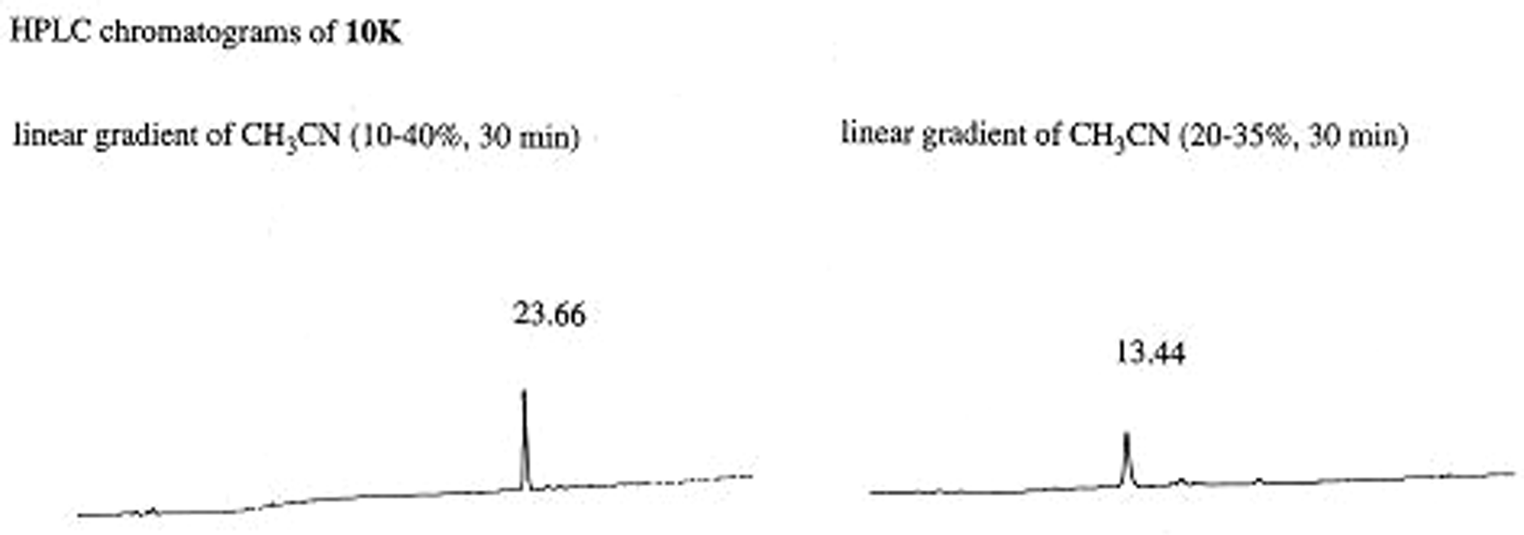 HPLC chromatograms of 10K
linear gradient of CH₃CN (10-40%, 30 min)
linear gradient of CH₃CN (20-35%, 30 min)
23.66
13.44